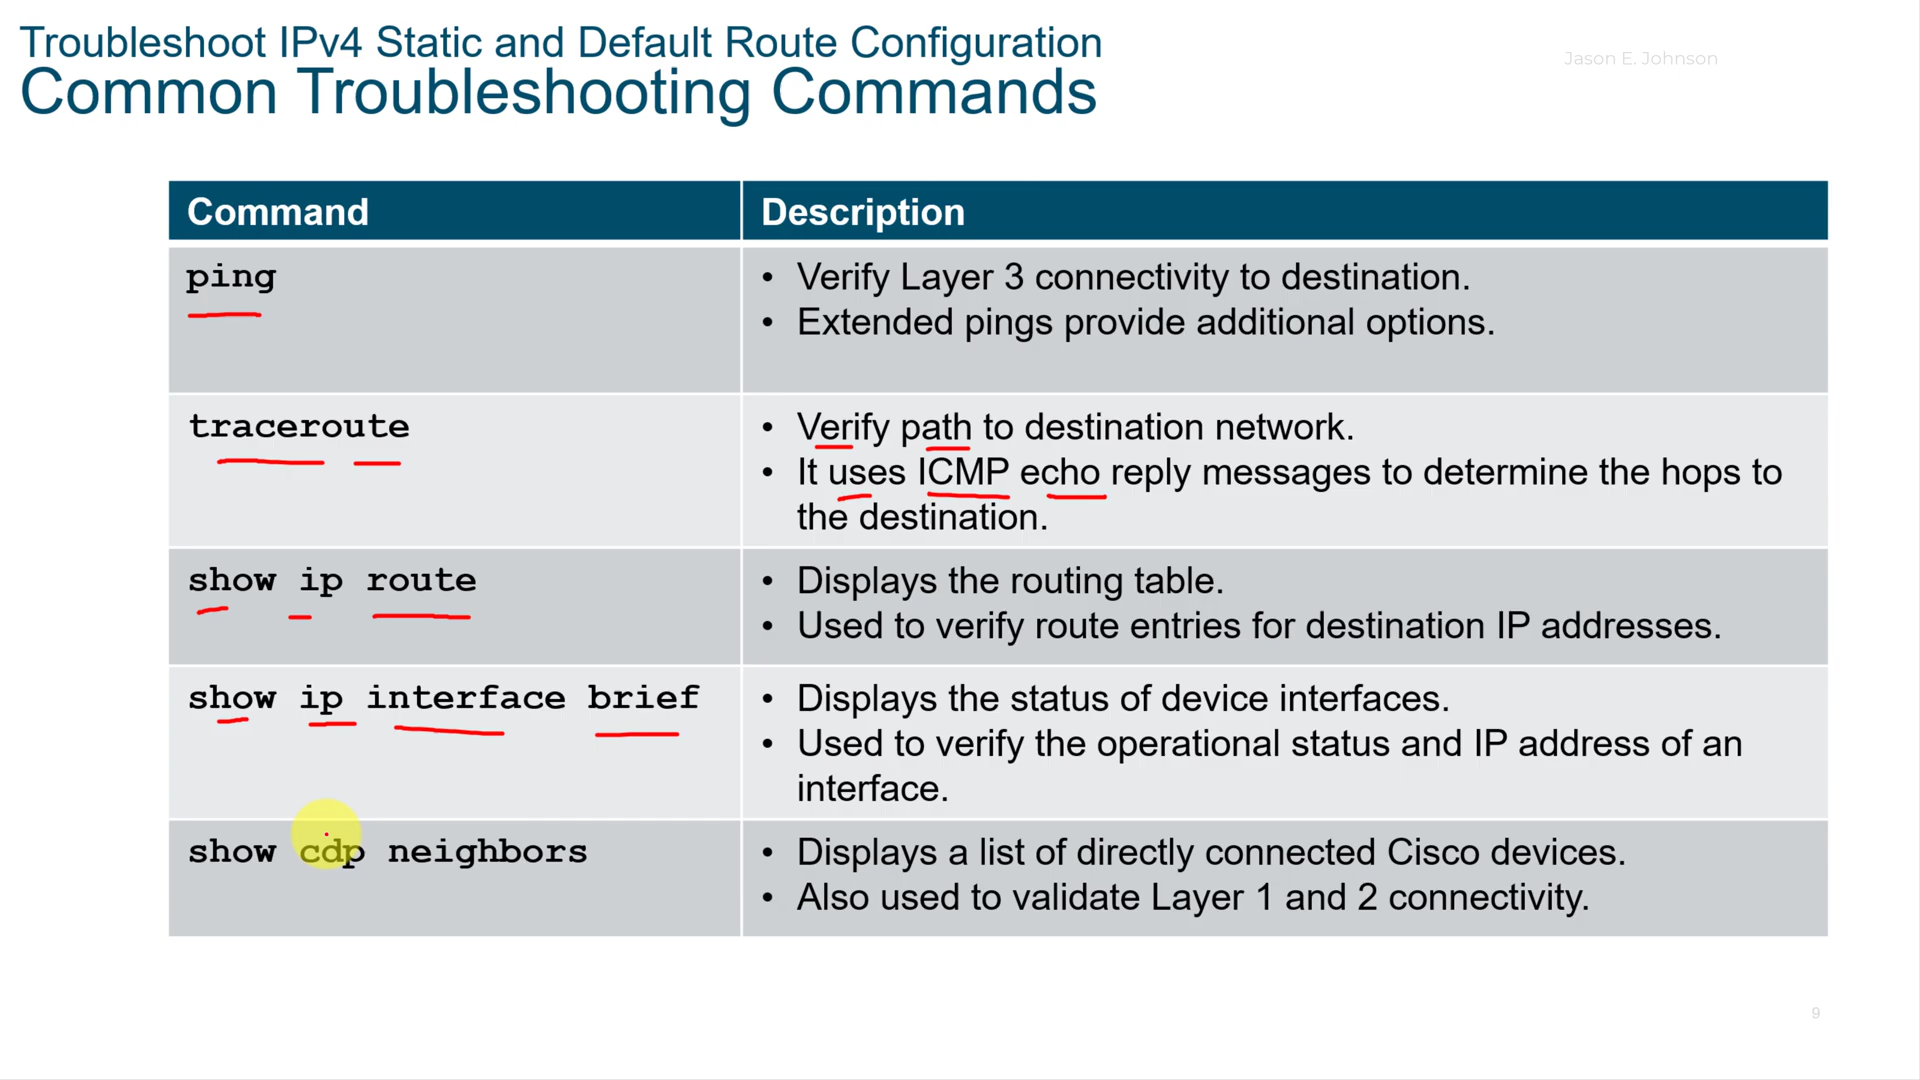 Troubleshoot IPv4 Static and Default Route Configuration
Jason E. Johnson
Common Troubleshooting Commands
Command
Description
ping
• Verify Layer 3 connectivity to destination.
• Extended pings provide additional options.
traceroute
• Verify path to destination network.
• It uses ICMP echo reply messages to determine the hops to
the destination.
show ip route
• Displays the routing table.
• Used to verify route entries for destination IP addresses.
show ip interface brief
• Displays the status of device interfaces.
• Used to verify the operational status and IP address of an
interface.
show cdp neighbors
• Displays a list of directly connected Cisco devices.
• Also used to validate Layer 1 and 2 connectivity.
9